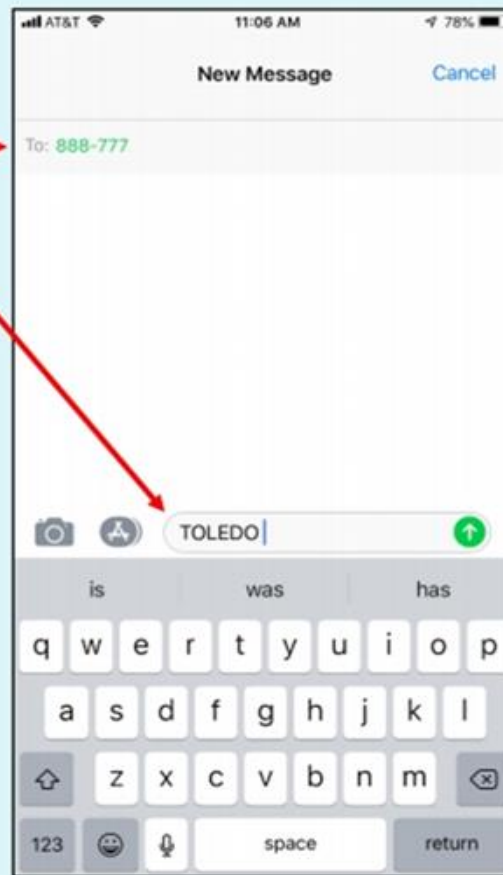 AT&T 11:06 AM 78%
New Message Cancel
To: 888-777
TOLEDO
is was has
q w e r t y u i o p
a s d f g h j k l
z x c v b n m
123 space return